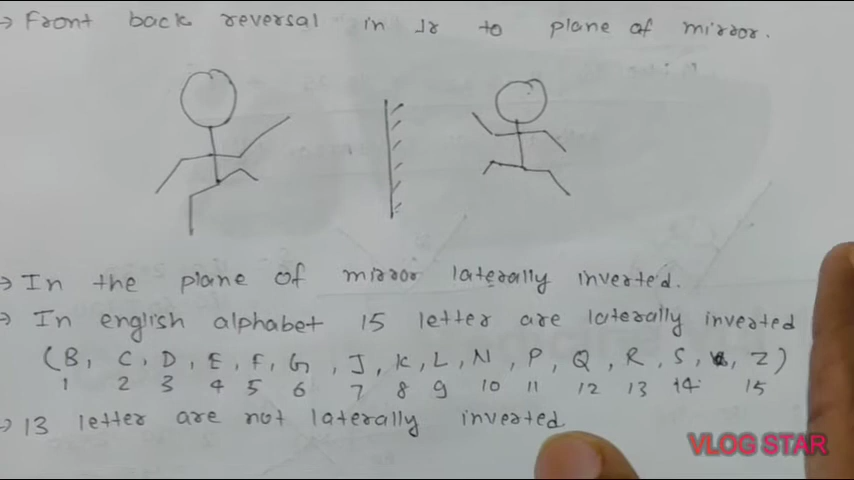 → Front back reversal in ⊥r to plane of mirror.
→ In the plane of mirror laterally inverted.
→ In english alphabet 15 letter are laterally inverted
(B, C, D, E, F, G, J, K, L, N, P, Q, R, S, Z)
1 2 3 4 5 6 7 8 9 10 11 12 13 14 15
→ 13 letter are not laterally inverted
VLOG STAR